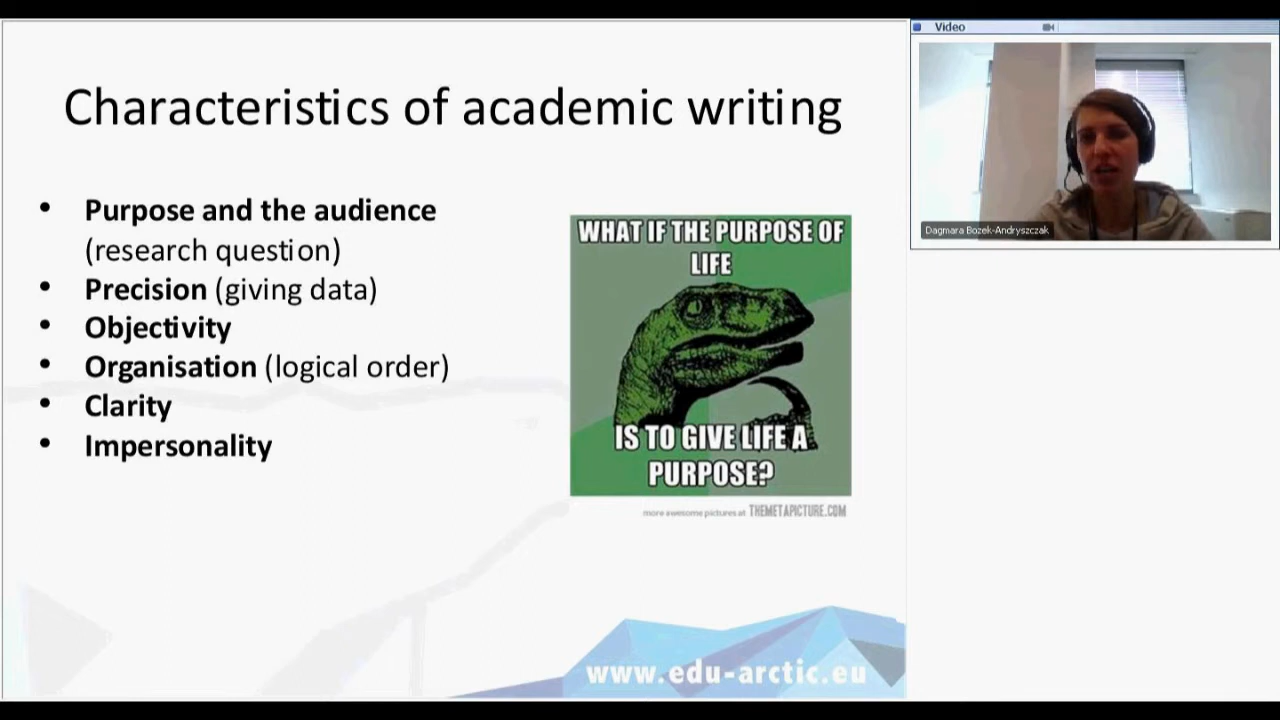 Characteristics of academic writing
• Purpose and the audience
(research question)
• Precision (giving data)
• Objectivity
• Organisation (logical order)
• Clarity
• Impersonality
WHAT IF THE PURPOSE OF
LIFE
IS TO GIVE LIFE A
PURPOSE?
more awesome pictures at THEMETAPICTURE.COM
www.edu-arctic.eu
Video
Dagmara Bozek-Andryszczak